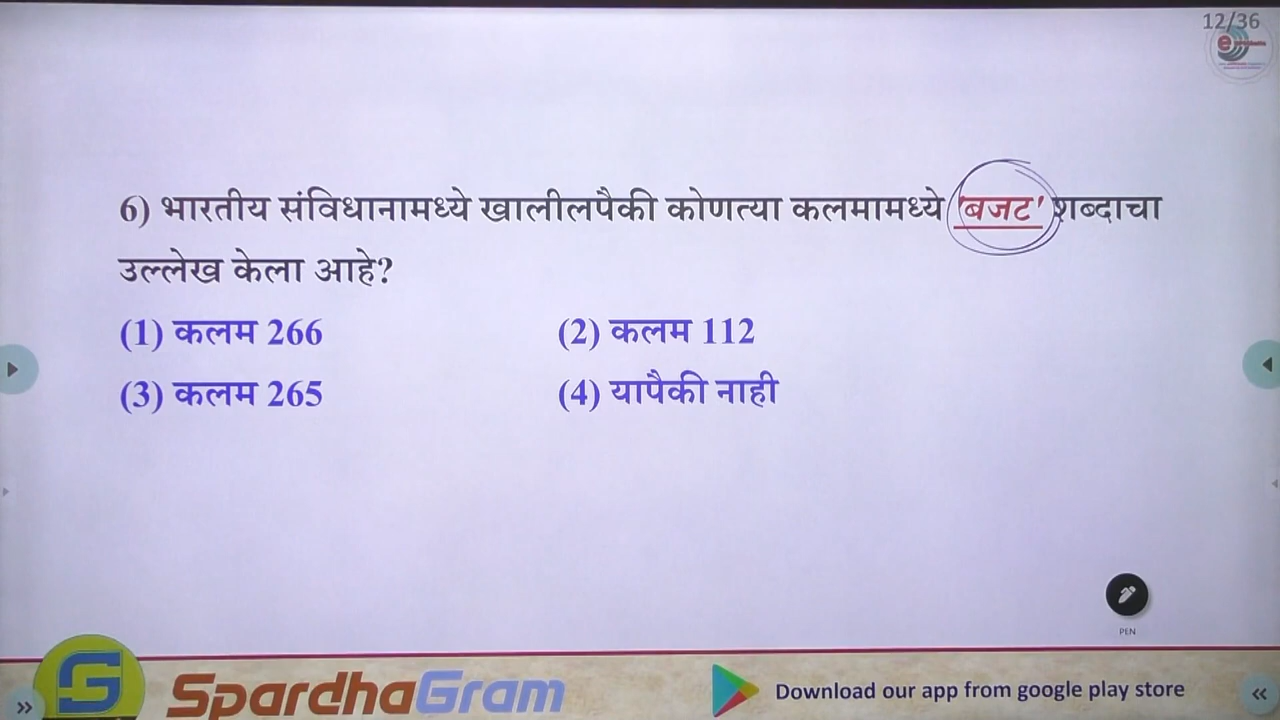 12/36
6) भारतीय संविधानामध्ये खालीलपैकी कोणत्या कलमामध्ये 'बजट' शब्दाचा
उल्लेख केला आहे?
(1) कलम 266 (2) कलम 112
(3) कलम 265 (4) यापैकी नाही
PEN
SpardhaGram
Download our app from google play store